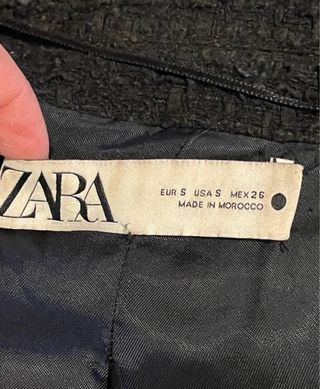 ZARA
EUR S USA S MEX 26
MADE IN MOROCCO